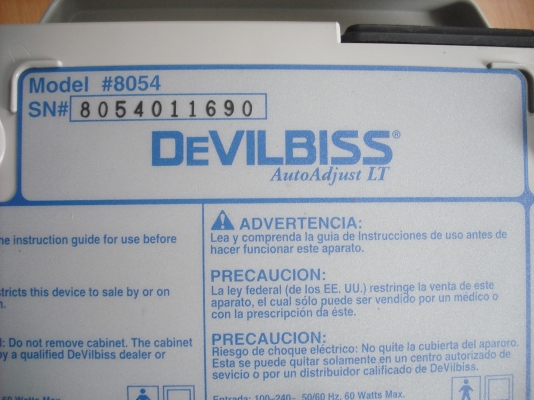 Model #8054
SN# 8054011690
DEVILBISS®
AutoAdjust LT
he instruction guide for use before
tricts this device to sale by or on
n.
: Do not remove cabinet. The cabinet
y a qualified DeVilbiss dealer or
60 Watts Max.
ADVERTENCIA:
Lea y comprenda la guia de Instrucciones de uso antes de
hacer funcionar este aparato.
PRECAUCION:
La ley federal (de los EE. UU.) restringe la venta de este
aparato, el cual sólo puede ser vendido por un médico o
con la prescripción da éste.
PRECAUCION:
Riesgo de choque eléctrico: No quite la cubierta del aparoro.
Esta se puede quitar solamente en un centro autorizado de
sevicio o por un distribuidor calificado de DeVilbiss.
Entrada: 100-240~ 50/60 Hz, 60 Watts Max.